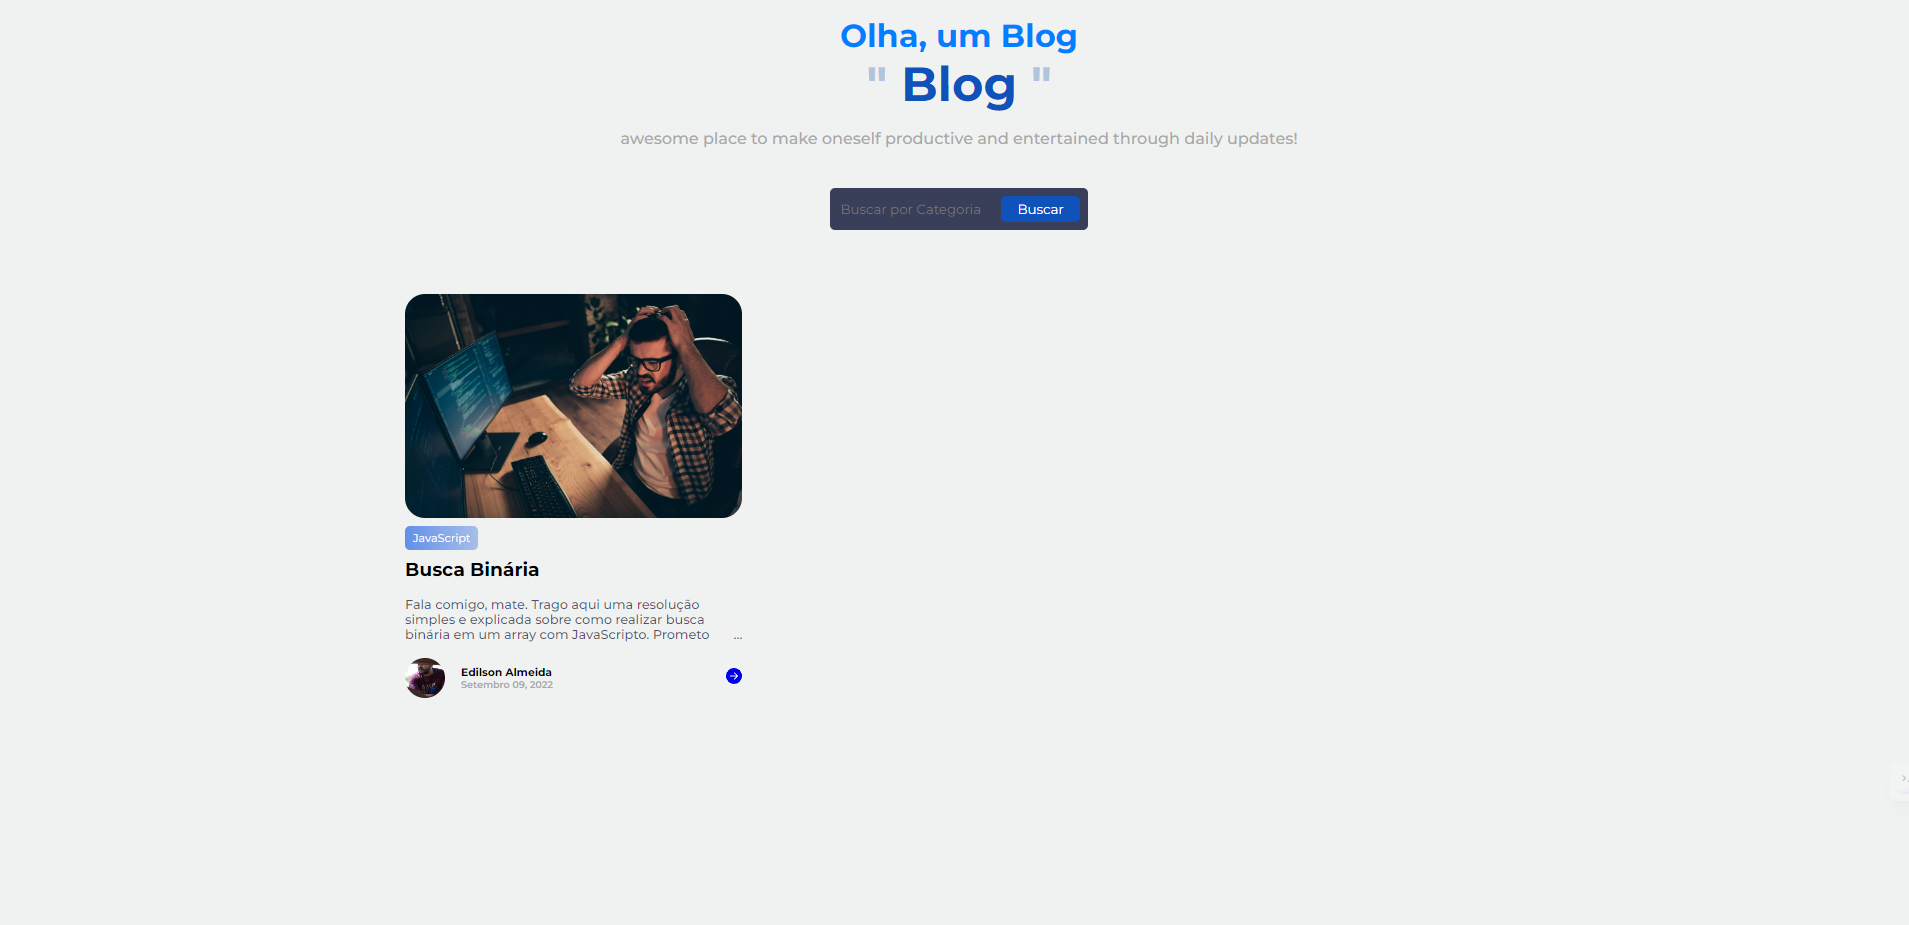 Olha, um Blog
" Blog "
awesome place to make oneself productive and entertained through daily updates!
Buscar por Categoria Buscar
JavaScript
Busca Binária
Fala comigo, mate. Trago aqui uma resolução
simples e explicada sobre como realizar busca
binária em um array com JavaScripto. Prometo ...
Edilson Almeida
Setembro 09, 2022